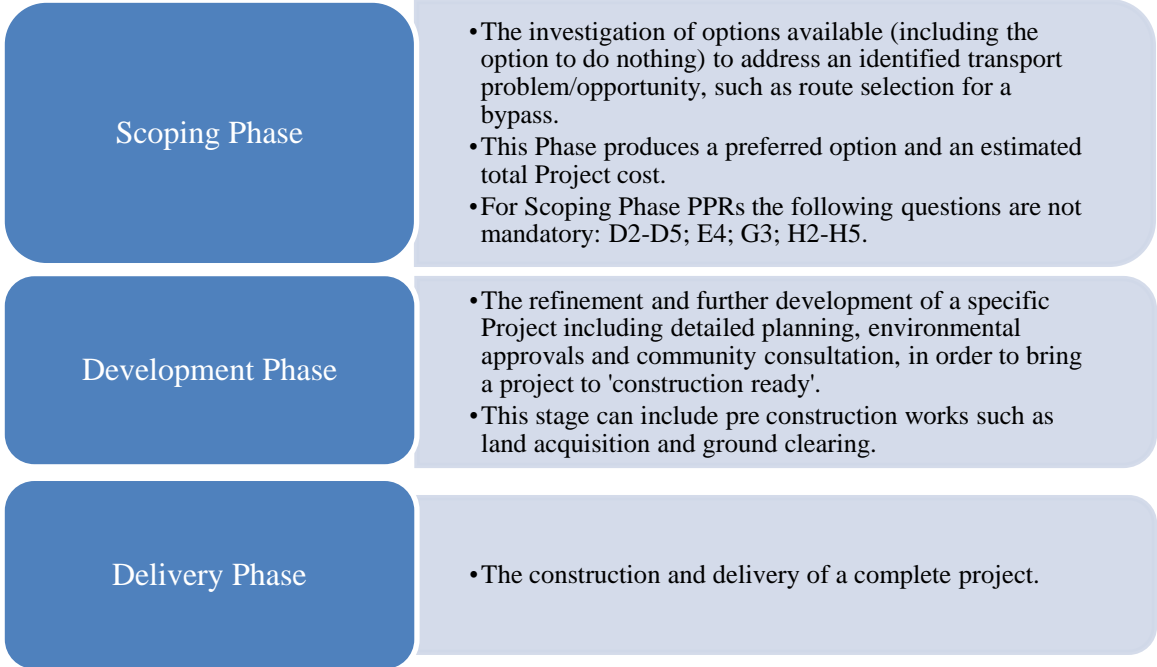 Scoping Phase
•The investigation of options available (including the
option to do nothing) to address an identified transport
problem/opportunity, such as route selection for a
bypass.
•This Phase produces a preferred option and an estimated
total Project cost.
•For Scoping Phase PPRs the following questions are not
mandatory: D2-D5; E4; G3; H2-H5.
Development Phase
•The refinement and further development of a specific
Project including detailed planning, environmental
approvals and community consultation, in order to bring
a project to 'construction ready'.
•This stage can include pre construction works such as
land acquisition and ground clearing.
Delivery Phase
•The construction and delivery of a complete project.